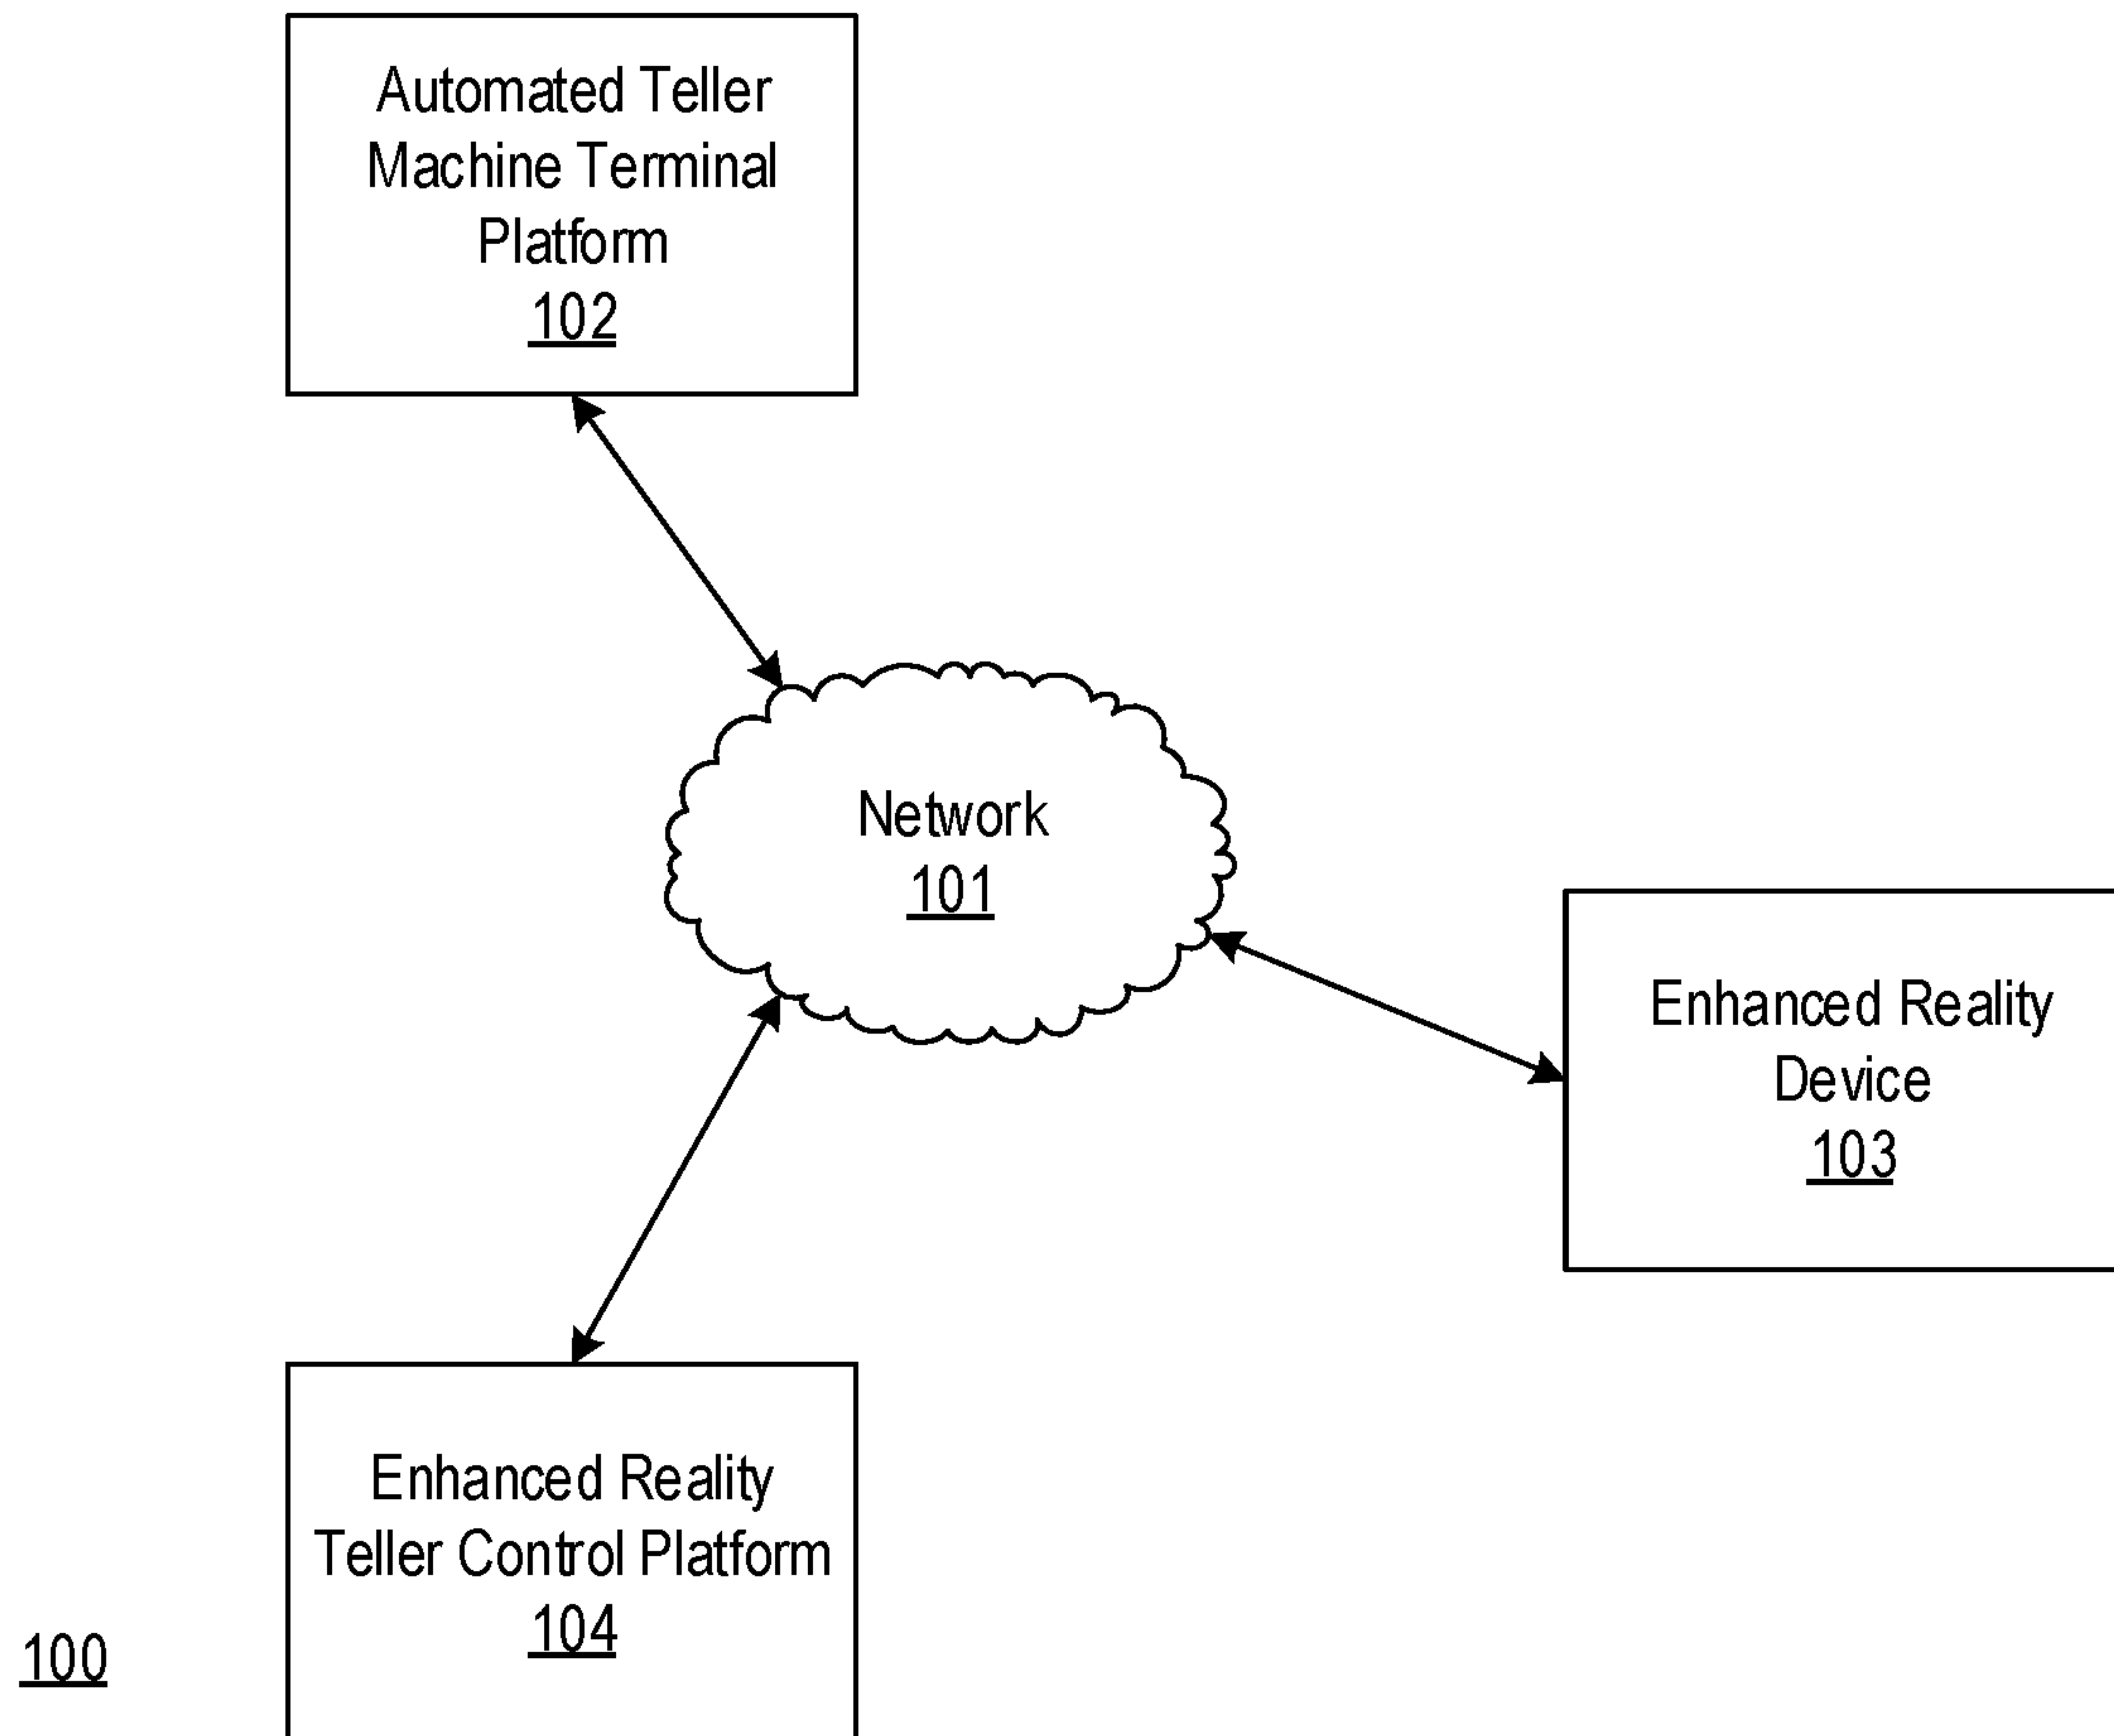 Automated Teller
Machine Terminal
Platform
102
Network
101
Enhanced Reality
Device
103
Enhanced Reality
Teller Control Platform
104
100